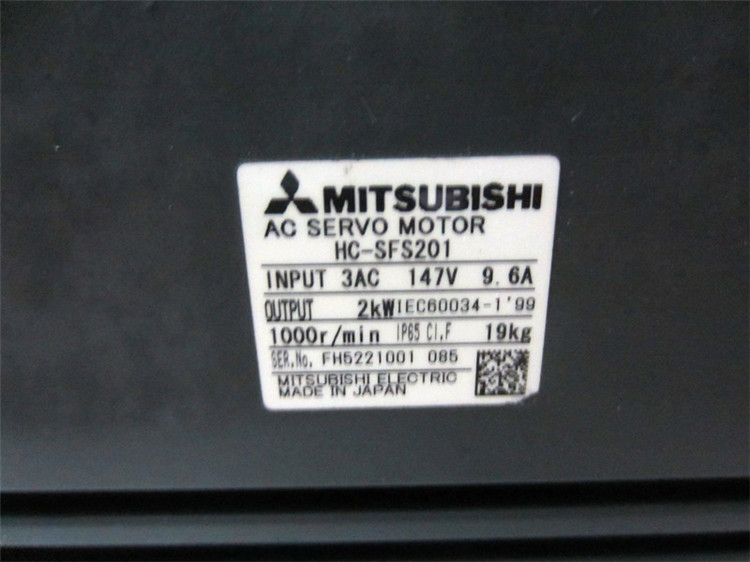 MITSUBISHI
AC SERVO MOTOR
HC-SFS201
INPUT 3AC 147V 9.6A
OUTPUT 2kW IEC60034-1'99
1000r/min IP65 Cl.F 19kg
SER.No. FH5221001 085
MITSUBISHI ELECTRIC
MADE IN JAPAN